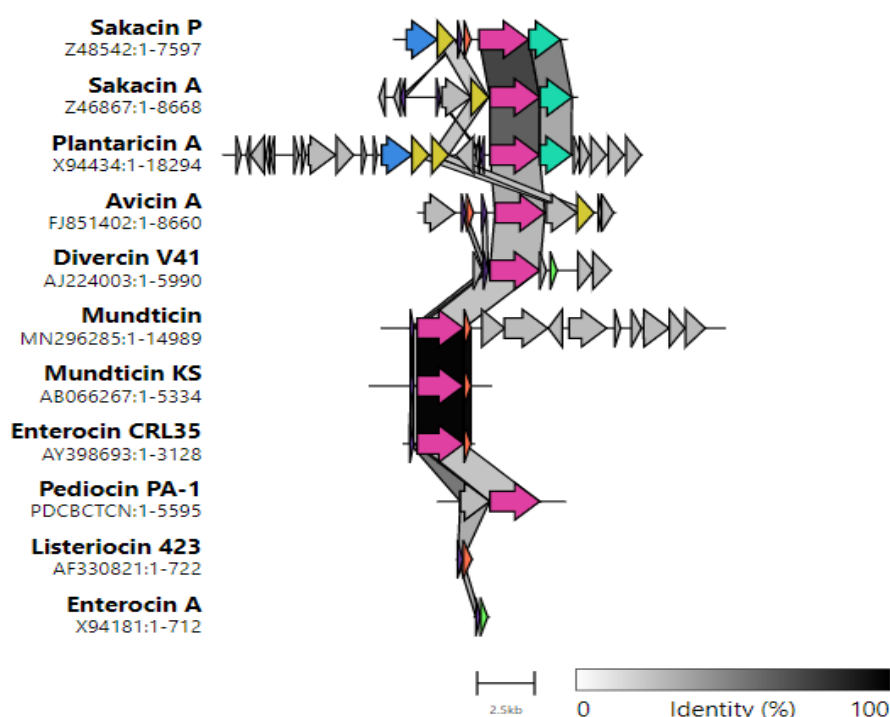 Sakacin P
Z48542:1-7597
Sakacin A
Z46867:1-8668
Plantaricin A
X94434:1-18294
Avicin A
FJ851402:1-8660
Divercin V41
AJ224003:1-5990
Mundticin
MN296285:1-14989
Mundticin KS
AB066267:1-5334
Enterocin CRL35
AY398693:1-3128
Pediocin PA-1
PDCBCTCN:1-5595
Listeriocin 423
AF330821:1-722
Enterocin A
X94181:1-712
2.5kb
0 Identity (%) 100